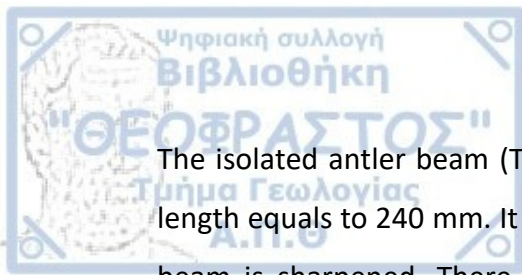 Ψηφιακή συλλογή
Βιβλιοθήκη
"ΘΕΟΦΡΑΣΤΟΣ"
The isolated antler beam (T
Τμήμα Γεωλογίας
length equals to 240 mm. It
Α.Π.Θ
beam is sharpened. There